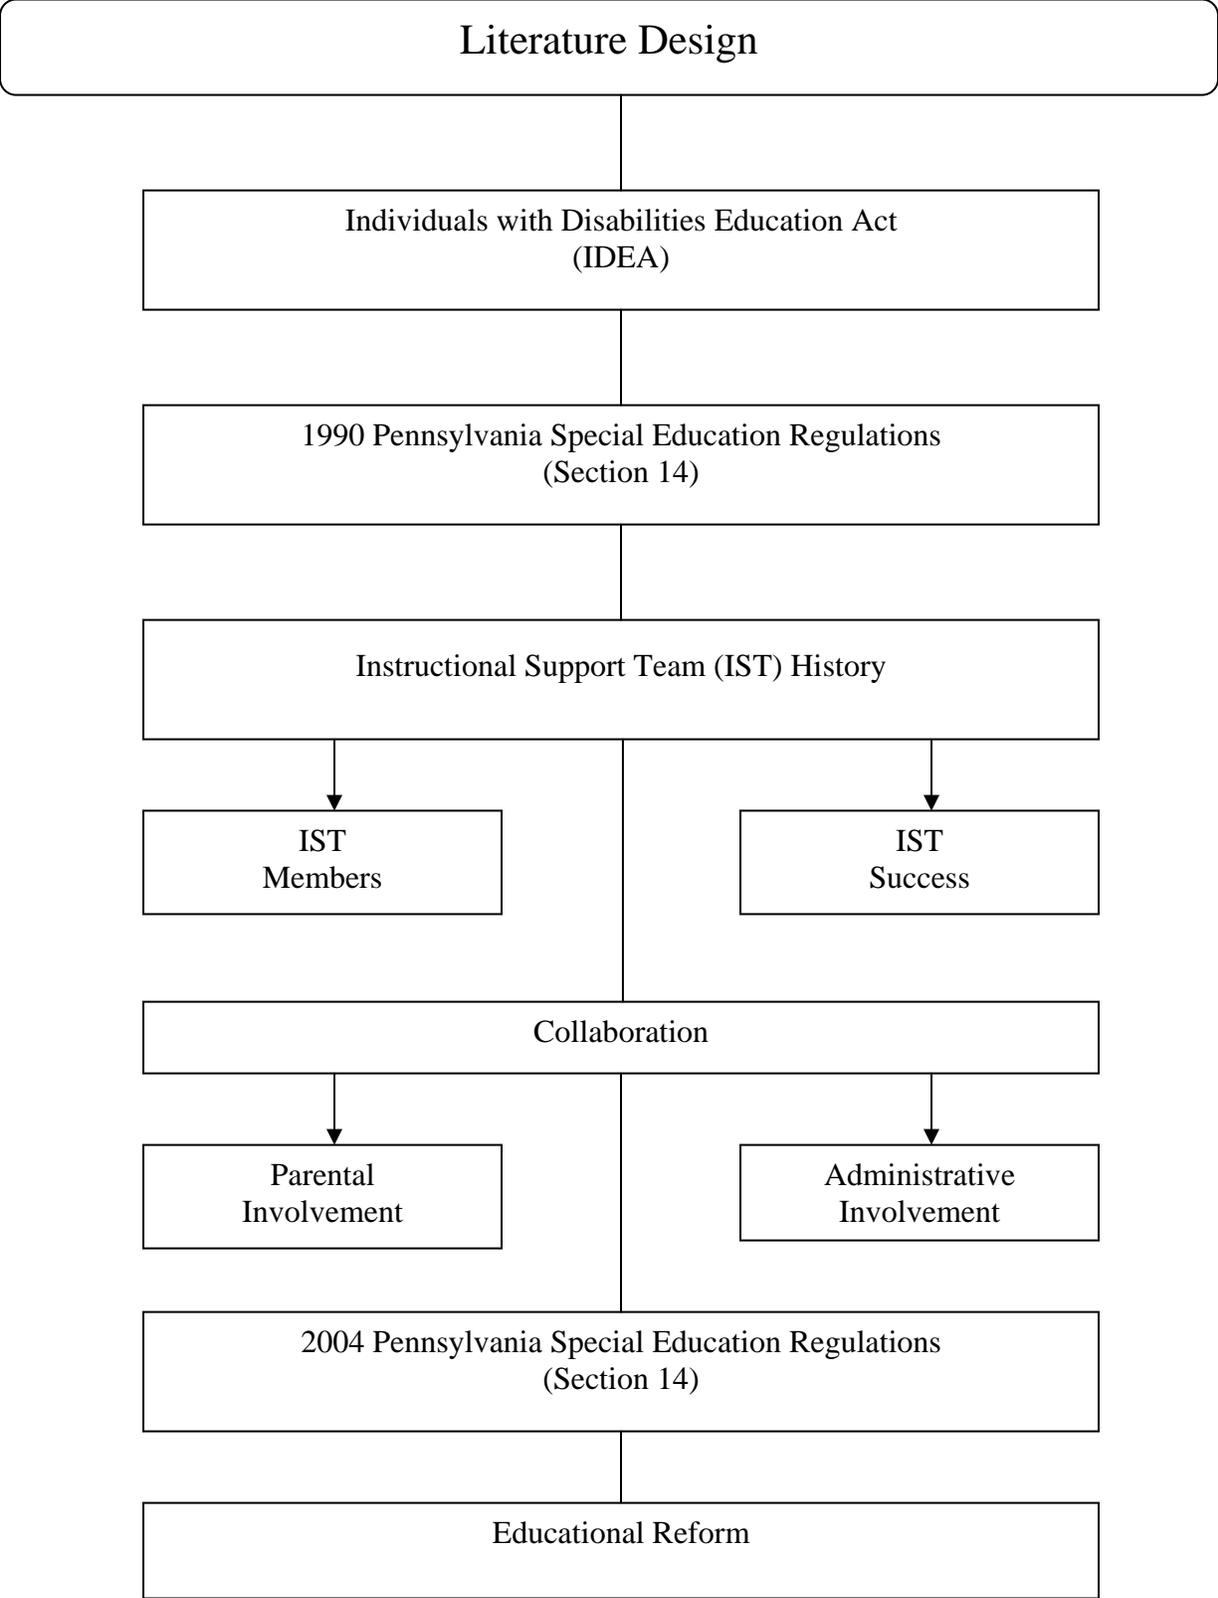 Literature Design
Individuals with Disabilities Education Act
(IDEA)
1990 Pennsylvania Special Education Regulations
(Section 14)
Instructional Support Team (IST) History
IST
Members
IST
Success
Collaboration
Parental
Involvement
Administrative
Involvement
2004 Pennsylvania Special Education Regulations
(Section 14)
Educational Reform